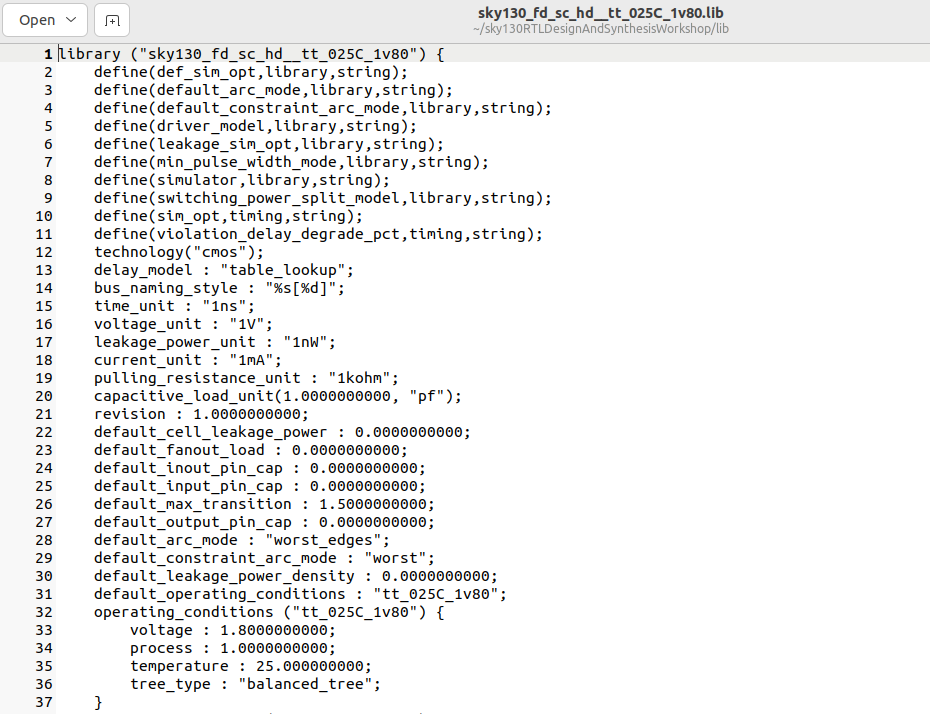 Open
sky130_fd_sc_hd__tt_025C_1v80.lib
~/sky130RTLDesignAndSynthesisWorkshop/lib
1 library ("sky130_fd_sc_hd__tt_025C_1v80") {
2     define(def_sim_opt,library,string);
3     define(default_arc_mode,library,string);
4     define(default_constraint_arc_mode,library,string);
5     define(driver_model,library,string);
6     define(leakage_sim_opt,library,string);
7     define(min_pulse_width_mode,library,string);
8     define(simulator,library,string);
9     define(switching_power_split_model,library,string);
10     define(sim_opt,timing,string);
11     define(violation_delay_degrade_pct,timing,string);
12     technology("cmos");
13     delay_model : "table_lookup";
14     bus_naming_style : "%s[%d]";
15     time_unit : "1ns";
16     voltage_unit : "1V";
17     leakage_power_unit : "1nW";
18     current_unit : "1mA";
19     pulling_resistance_unit : "1kohm";
20     capacitive_load_unit(1.0000000000, "pf");
21     revision : 1.0000000000;
22     default_cell_leakage_power : 0.0000000000;
23     default_fanout_load : 0.0000000000;
24     default_inout_pin_cap : 0.0000000000;
25     default_input_pin_cap : 0.0000000000;
26     default_max_transition : 1.5000000000;
27     default_output_pin_cap : 0.0000000000;
28     default_arc_mode : "worst_edges";
29     default_constraint_arc_mode : "worst";
30     default_leakage_power_density : 0.0000000000;
31     default_operating_conditions : "tt_025C_1v80";
32     operating_conditions ("tt_025C_1v80") {
33         voltage : 1.8000000000;
34         process : 1.0000000000;
35         temperature : 25.000000000;
36         tree_type : "balanced_tree";
37     }